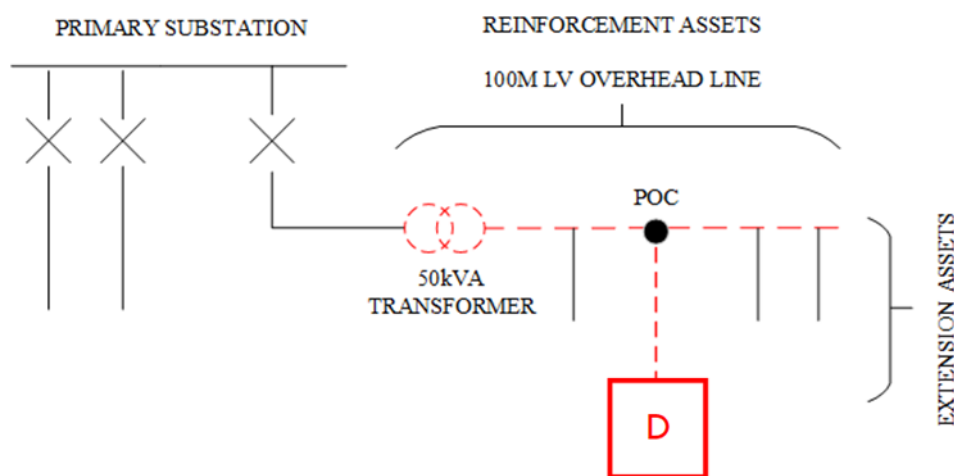 PRIMARY SUBSTATION
REINFORCEMENT ASSETS
100M LV OVERHEAD LINE
POC
50kVA
TRANSFORMER
EXTENSION ASSETS
D